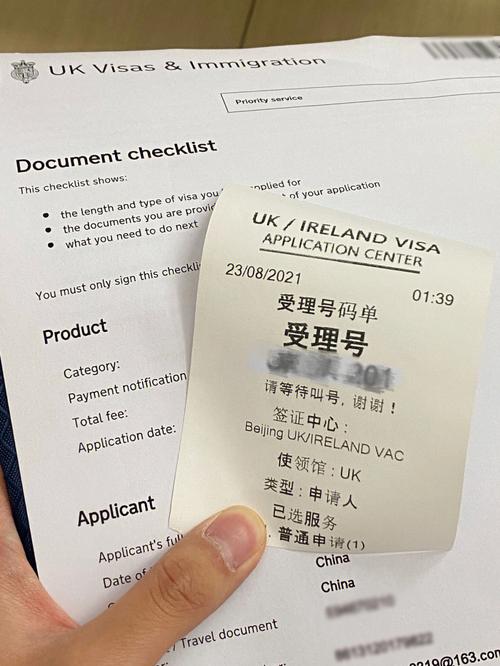 UK Visas & Immigration
Priority service
Document checklist
This checklist shows:
the length and type of visa you applied for
the documents you are provi of your application
what you need to do next
You must only sign this checkli
Product
Category:
Payment notification
Total fee:
Application date:
Applicant
Applicant's full
Date of
/ Travel document
China
China
@163.com
UK / IRELAND VISA
APPLICATION CENTER
23/08/2021 01:39
受理号码单
受理号
请等待叫号, 谢谢!
签证中心:
Beijing UK/IRELAND VAC
使领馆: UK
类型: 申请人
已选服务
普通申请(1)